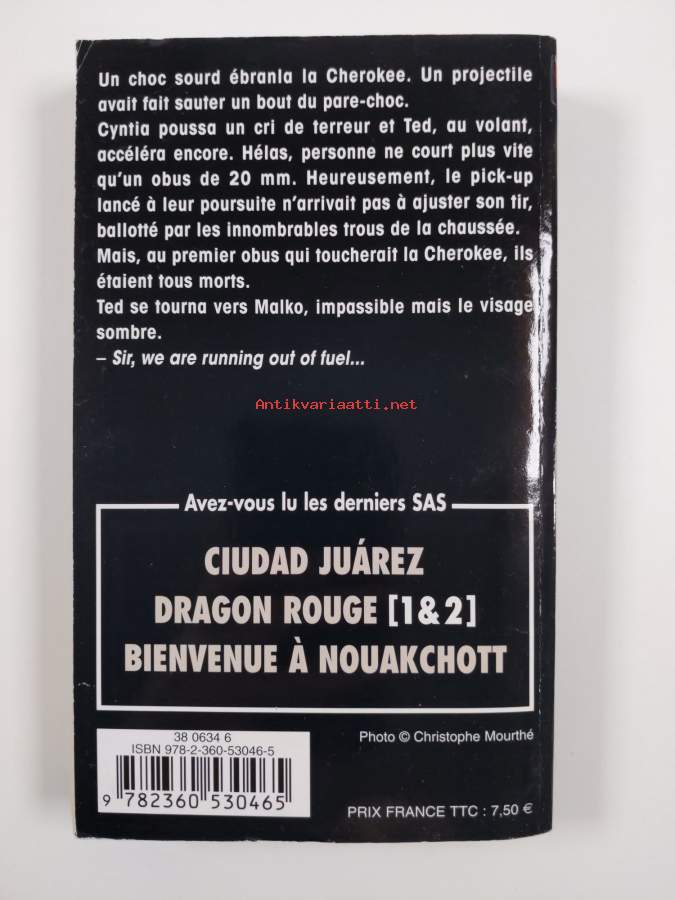 Un choc sourd ébranla la Cherokee. Un projectile
avait fait sauter un bout du pare-choc.
Cyntia poussa un cri de terreur et Ted, au volant,
accéléra encore. Hélas, personne ne court plus vite
qu'un obus de 20 mm. Heureusement, le pick-up
lancé à leur poursuite n'arrivait pas à ajuster son tir,
ballotté par les innombrables trous de la chaussée.
Mais, au premier obus qui toucherait la Cherokee, ils
étaient tous morts.
Ted se tourna vers Malko, impassible mais le visage
sombre.
– Sir, we are running out of fuel...
Antikvariaatti.net
Avez-vous lu les derniers SAS
CIUDAD JUÁREZ
DRAGON ROUGE [1&2]
BIENVENUE À NOUAKCHOTT
38 0634 6
ISBN 978-2-360-53046-5
9 782360 530465
Photo © Christophe Mourthé
PRIX FRANCE TTC : 7,50 €